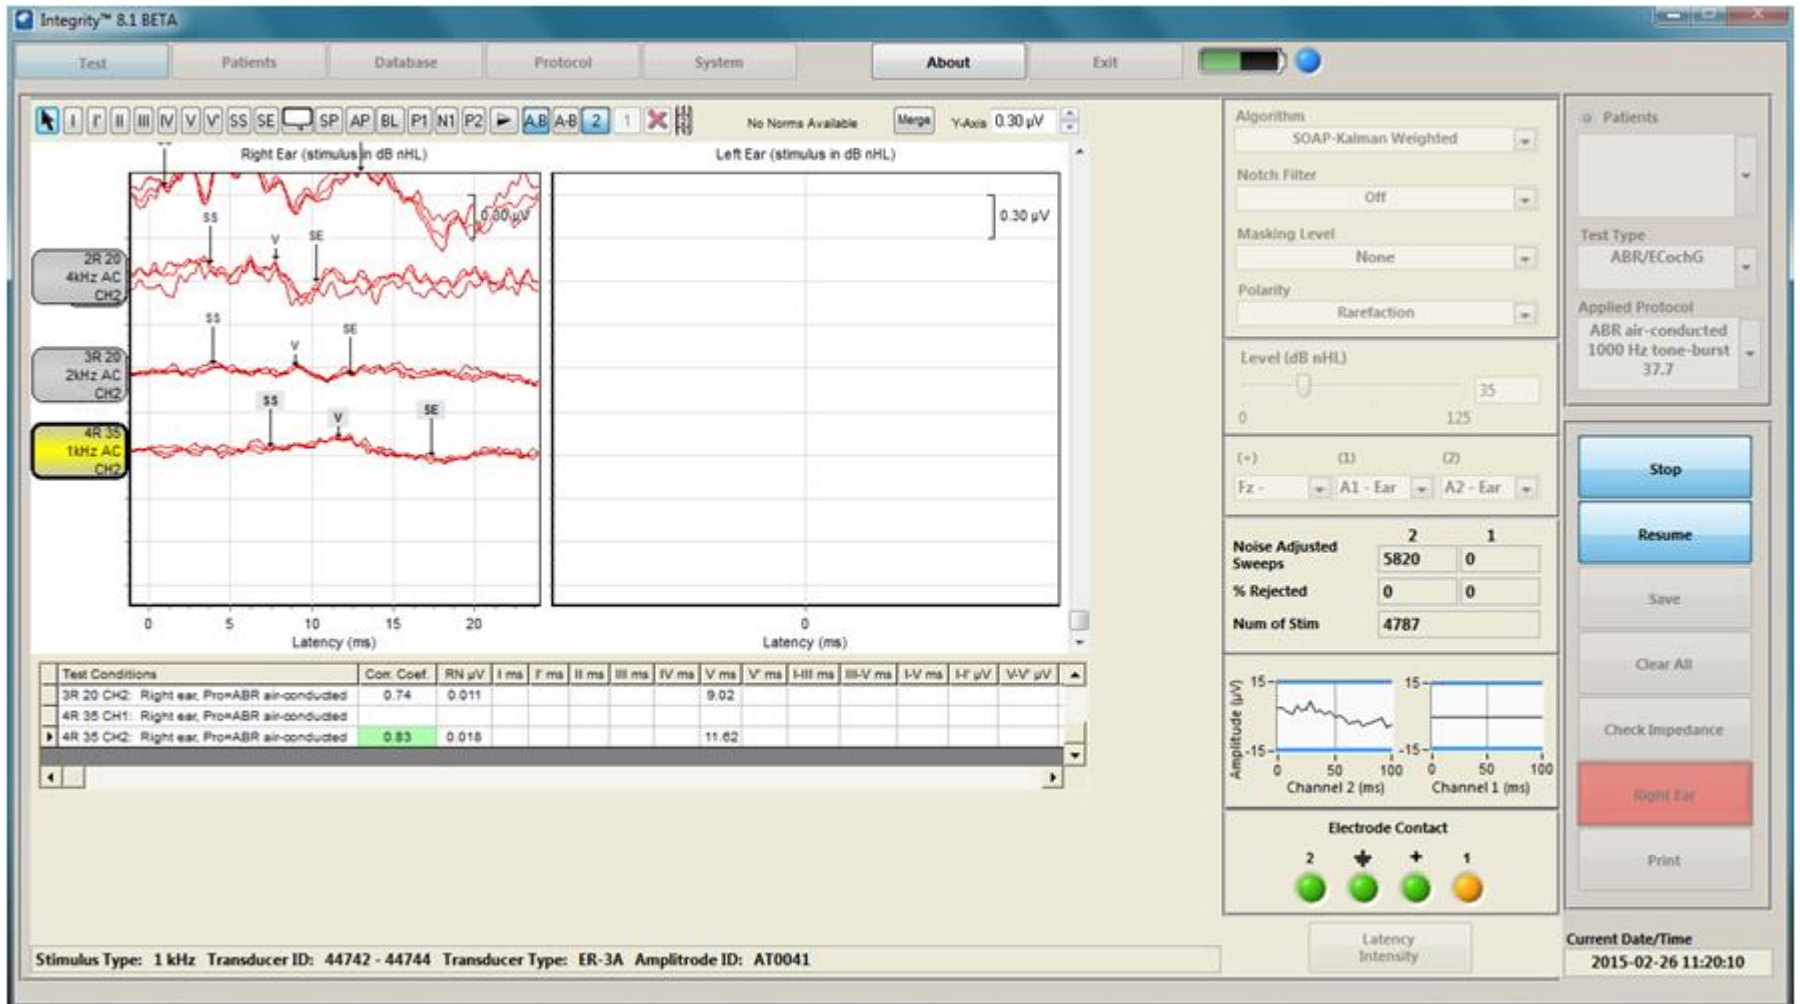 Integrity™ 8.1 BETA
Test Patients Database Protocol System About Exit
I I' II III IV V V' SS SE SP AP BL P1 N1 P2 A,B A-B 2 1 No Norms Available Merge Y-Axis 0.30 µV
Right Ear (stimulus in dB nHL) Left Ear (stimulus in dB nHL)
0.30 µV 0.30 µV
SS V SE
2R 20
4kHz AC
CH2
SS V SE
3R 20
2kHz AC
CH2
SS V SE
4R 35
1kHz AC
CH2
0 5 10 15 20 0
Latency (ms) Latency (ms)
Test Conditions Corr. Coef. RN µV I ms I' ms II ms III ms IV ms V ms V' ms I-III ms III-V ms I-V ms I-I' µV V-V' µV
3R 20 CH2: Right ear, Pro=ABR air-conducted 0.74 0.011 9.02
4R 35 CH1: Right ear, Pro=ABR air-conducted
4R 35 CH2: Right ear, Pro=ABR air-conducted 0.83 0.018 11.62
Algorithm
SOAP-Kalman Weighted
Notch Filter
Off
Masking Level
None
Polarity
Rarefaction
Level (dB nHL)
35
0 125
(+) (1) (2)
Fz - A1 - Ear A2 - Ear
2 1
Noise Adjusted
Sweeps 5820 0
% Rejected 0 0
Num of Stim 4787
Amplitude (µV)
15 15
-15 -15
0 50 100 0 50 100
Channel 2 (ms) Channel 1 (ms)
Electrode Contact
2 + 1
Latency
Intensity
Patients
Test Type
ABR/ECochG
Applied Protocol
ABR air-conducted
1000 Hz tone-burst
37.7
Stop
Resume
Save
Clear All
Check Impedance
Right Ear
Print
Current Date/Time
2015-02-26 11:20:10
Stimulus Type: 1 kHz Transducer ID: 44742 - 44744 Transducer Type: ER-3A Amplitrode ID: AT0041